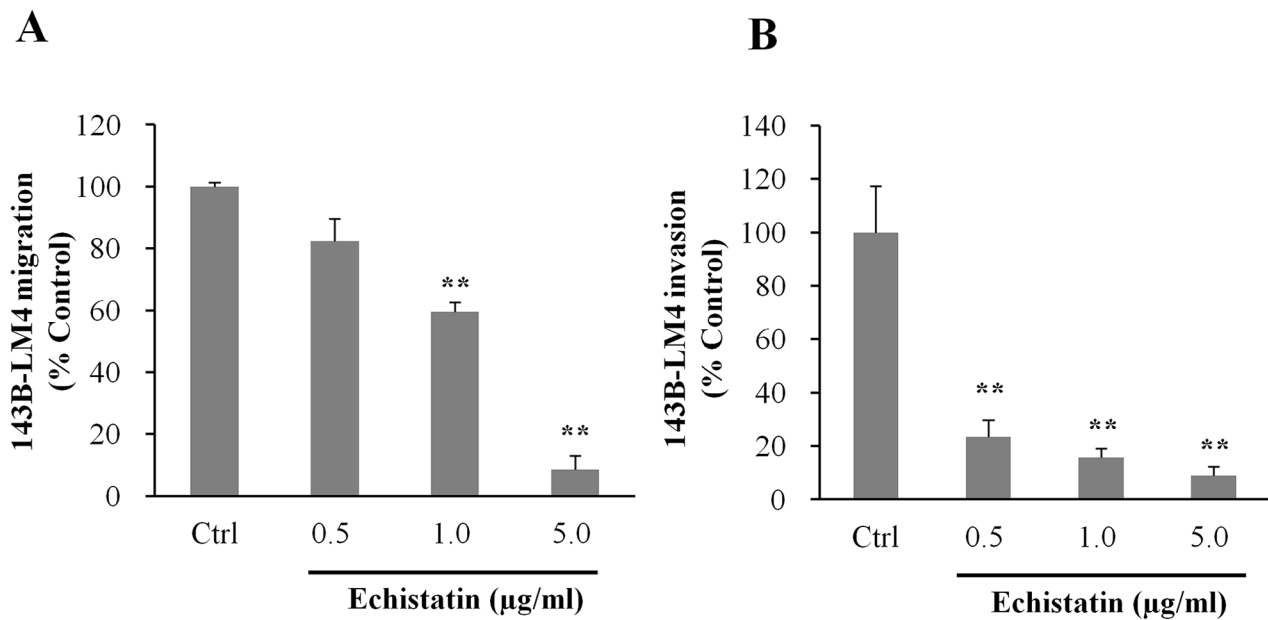 A
143B-LM4 migration
(% Control)
120
100
80
60
40
20
0
**
**
Ctrl
0.5
1.0
5.0
Echistatin (μg/ml)
B
143B-LM4 invasion
(% Control)
140
120
100
80
60
40
20
0
**
**
**
Ctrl
0.5
1.0
5.0
Echistatin (μg/ml)